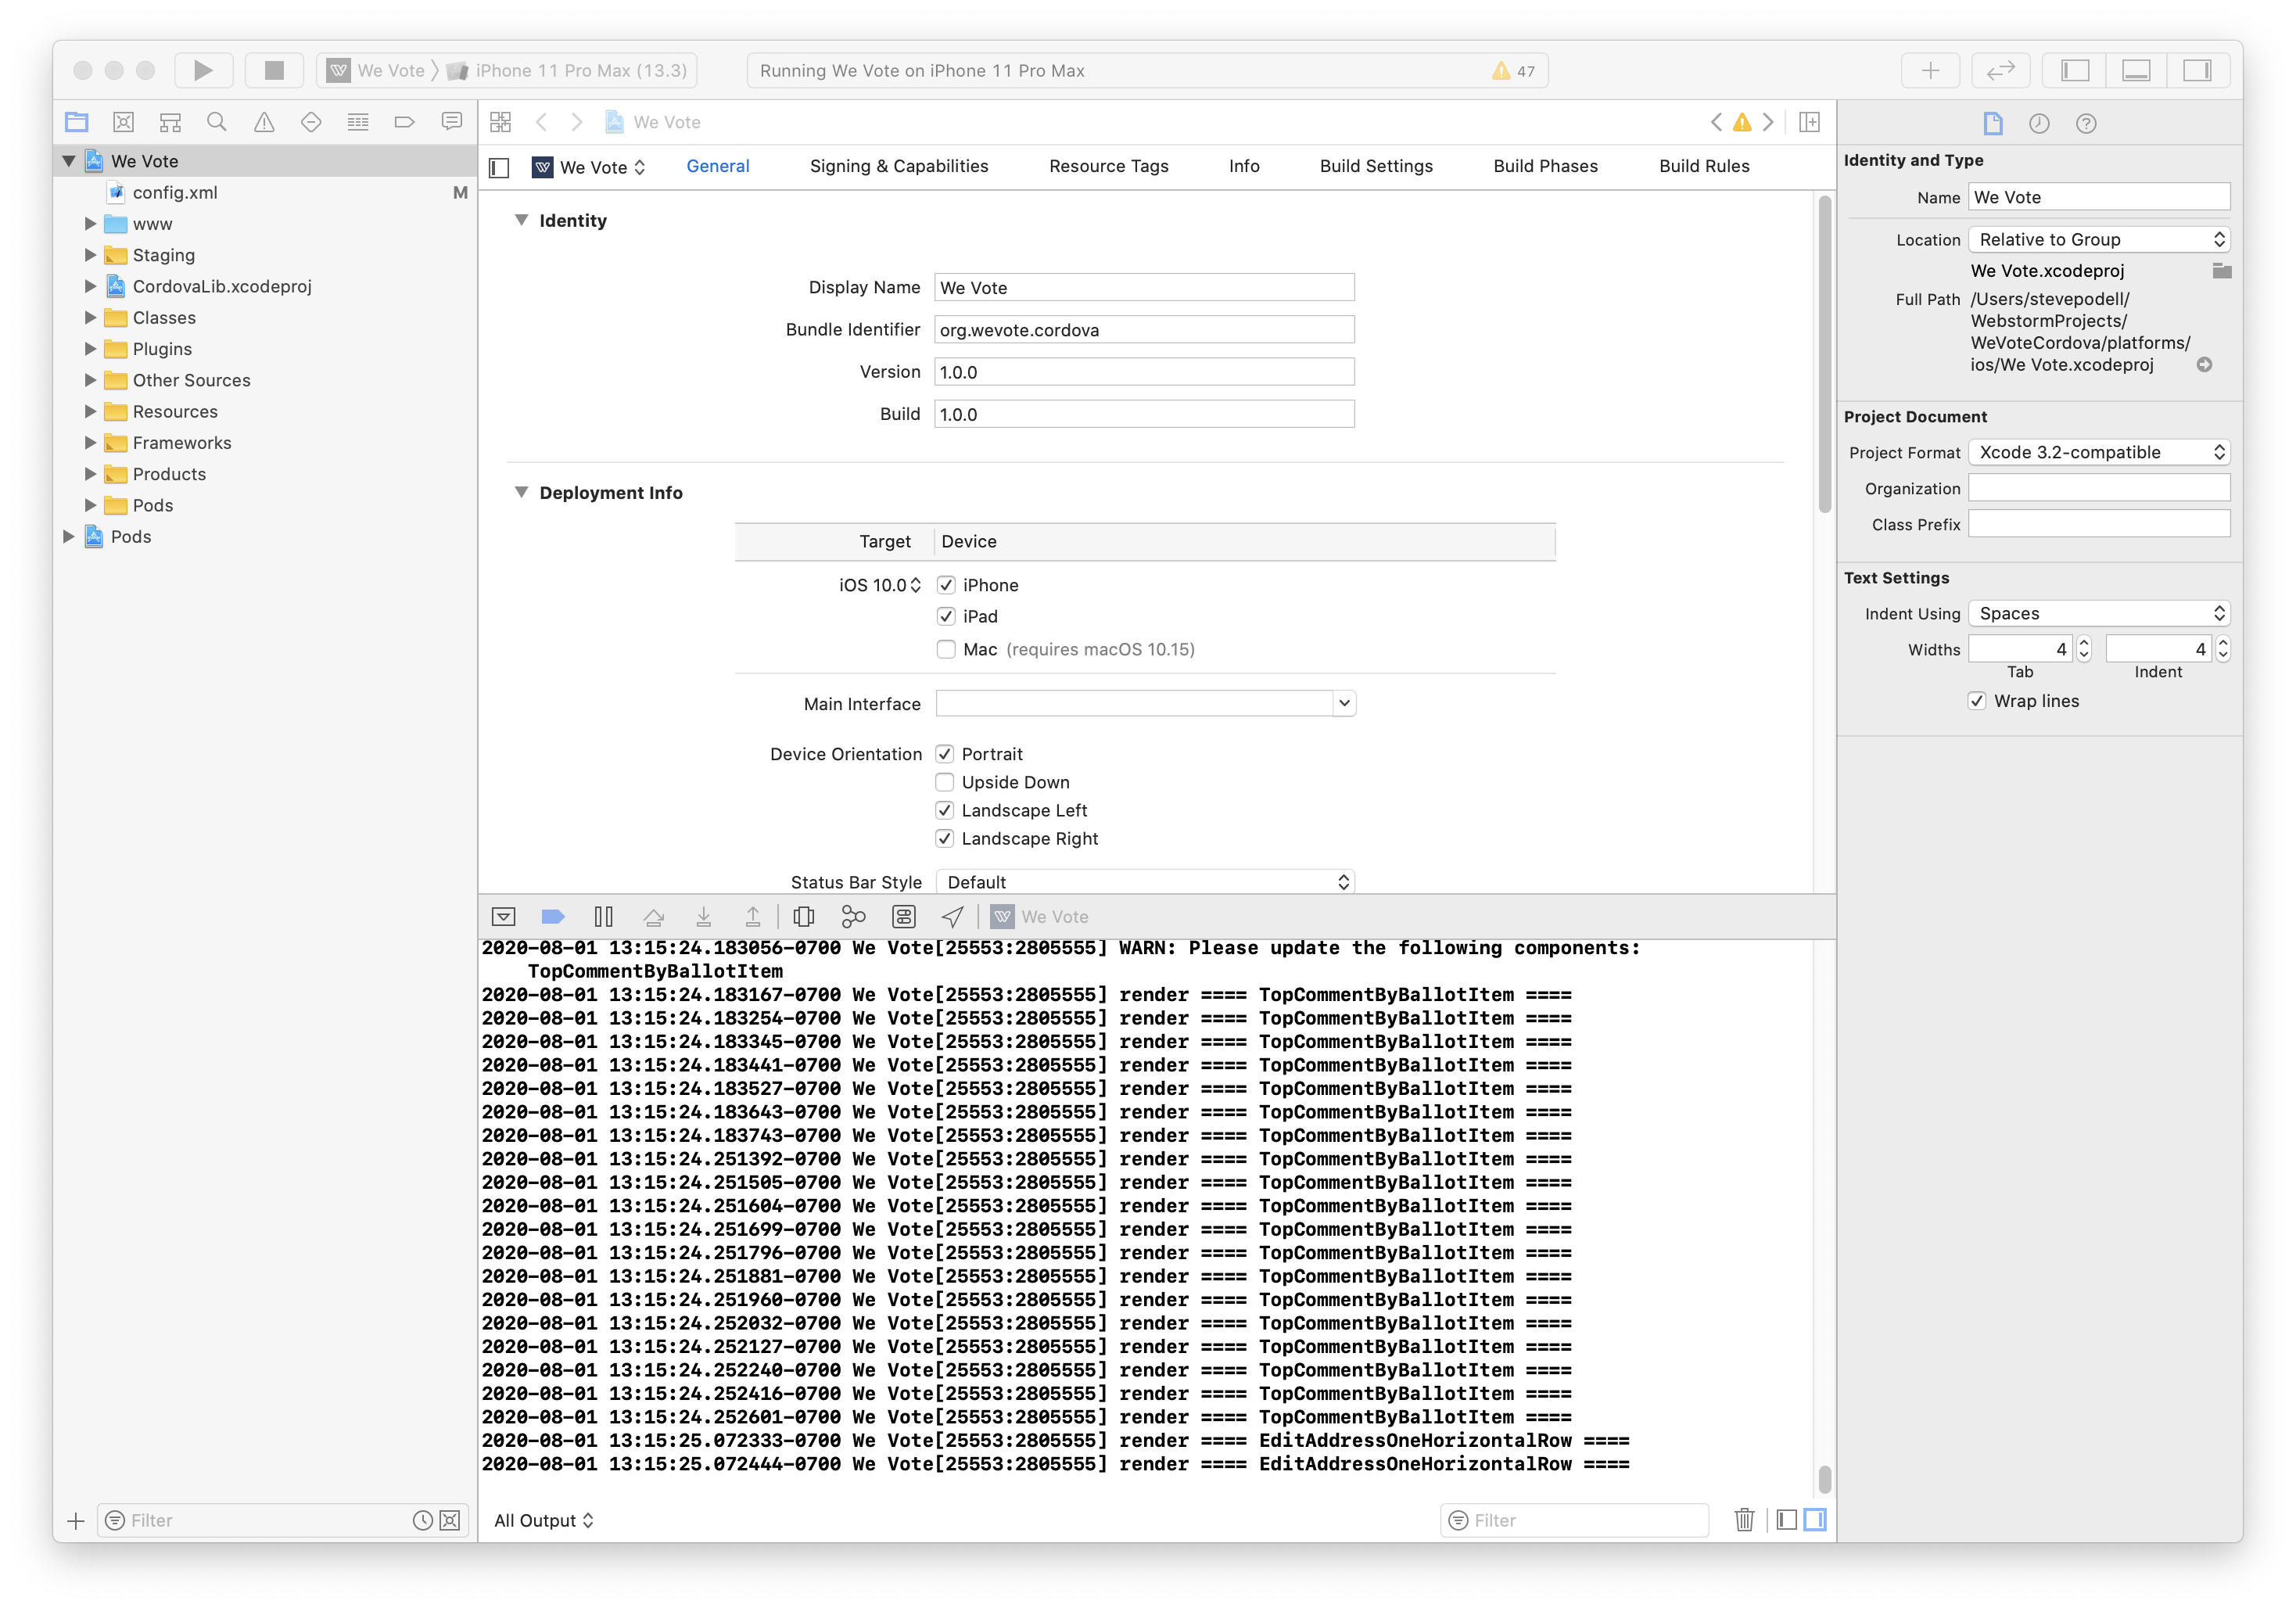 We Vote 〉 iPhone 11 Pro Max (13.3)
Running We Vote on iPhone 11 Pro Max
47
We Vote
config.xml M
www
Staging
CordovaLib.xcodeproj
Classes
Plugins
Other Sources
Resources
Frameworks
Products
Pods
Pods
Filter
We Vote
We Vote General Signing & Capabilities Resource Tags Info Build Settings Build Phases Build Rules
Identity
Display Name We Vote
Bundle Identifier org.wevote.cordova
Version 1.0.0
Build 1.0.0
Deployment Info
Target Device
iOS 10.0 iPhone
iPad
Mac (requires macOS 10.15)
Main Interface
Device Orientation Portrait
Upside Down
Landscape Left
Landscape Right
Status Bar Style Default
We Vote
2020-08-01 13:15:24.183056-0700 We Vote[25553:2805555] WARN: Please update the following components:
TopCommentByBallotItem
2020-08-01 13:15:24.183167-0700 We Vote[25553:2805555] render ==== TopCommentByBallotItem ====
2020-08-01 13:15:24.183254-0700 We Vote[25553:2805555] render ==== TopCommentByBallotItem ====
2020-08-01 13:15:24.183345-0700 We Vote[25553:2805555] render ==== TopCommentByBallotItem ====
2020-08-01 13:15:24.183441-0700 We Vote[25553:2805555] render ==== TopCommentByBallotItem ====
2020-08-01 13:15:24.183527-0700 We Vote[25553:2805555] render ==== TopCommentByBallotItem ====
2020-08-01 13:15:24.183643-0700 We Vote[25553:2805555] render ==== TopCommentByBallotItem ====
2020-08-01 13:15:24.183743-0700 We Vote[25553:2805555] render ==== TopCommentByBallotItem ====
2020-08-01 13:15:24.251392-0700 We Vote[25553:2805555] render ==== TopCommentByBallotItem ====
2020-08-01 13:15:24.251505-0700 We Vote[25553:2805555] render ==== TopCommentByBallotItem ====
2020-08-01 13:15:24.251604-0700 We Vote[25553:2805555] render ==== TopCommentByBallotItem ====
2020-08-01 13:15:24.251699-0700 We Vote[25553:2805555] render ==== TopCommentByBallotItem ====
2020-08-01 13:15:24.251796-0700 We Vote[25553:2805555] render ==== TopCommentByBallotItem ====
2020-08-01 13:15:24.251881-0700 We Vote[25553:2805555] render ==== TopCommentByBallotItem ====
2020-08-01 13:15:24.251960-0700 We Vote[25553:2805555] render ==== TopCommentByBallotItem ====
2020-08-01 13:15:24.252032-0700 We Vote[25553:2805555] render ==== TopCommentByBallotItem ====
2020-08-01 13:15:24.252127-0700 We Vote[25553:2805555] render ==== TopCommentByBallotItem ====
2020-08-01 13:15:24.252240-0700 We Vote[25553:2805555] render ==== TopCommentByBallotItem ====
2020-08-01 13:15:24.252416-0700 We Vote[25553:2805555] render ==== TopCommentByBallotItem ====
2020-08-01 13:15:24.252601-0700 We Vote[25553:2805555] render ==== TopCommentByBallotItem ====
2020-08-01 13:15:25.072333-0700 We Vote[25553:2805555] render ==== EditAddressOneHorizontalRow ====
2020-08-01 13:15:25.072444-0700 We Vote[25553:2805555] render ==== EditAddressOneHorizontalRow ====
All Output
Filter
Identity and Type
Name We Vote
Location Relative to Group
We Vote.xcodeproj
Full Path /Users/stevepodell/
WebstormProjects/
WeVoteCordova/platforms/
ios/We Vote.xcodeproj
Project Document
Project Format Xcode 3.2-compatible
Organization
Class Prefix
Text Settings
Indent Using Spaces
Widths 4 4
Tab Indent
Wrap lines